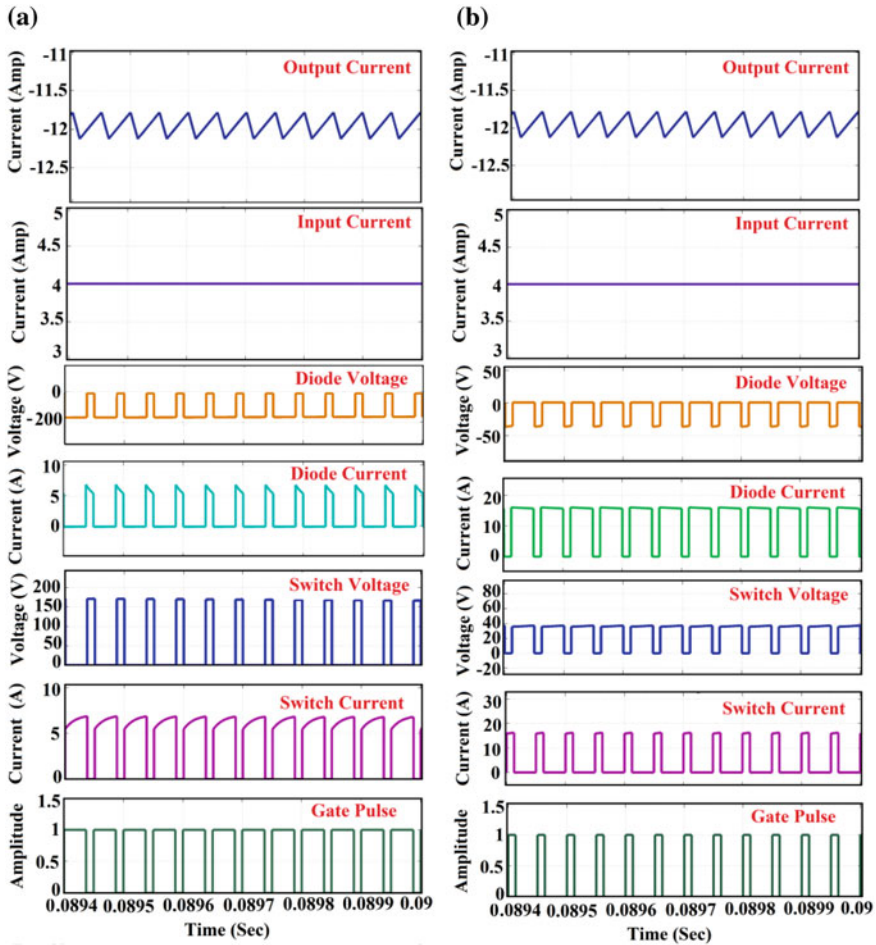 (a)
-11
-11.5
-12
-12.5
Current (Amp)
Output Current
5
4.5
4
3.5
3
Current (Amp)
Input Current
0
-200
Voltage (V)
Diode Voltage
10
5
0
Current (A)
Diode Current
200
150
100
50
0
Voltage (V)
Switch Voltage
10
5
0
Current (A)
Switch Current
1.5
1
0.5
0
Amplitude
Gate Pulse
0.0894 0.0895 0.0896 0.0897 0.0898 0.0899 0.09
Time (Sec)
(b)
-11
-11.5
-12
-12.5
Current (Amp)
Output Current
5
4.5
4
3.5
3
Current (Amp)
Input Current
50
0
-50
Voltage (V)
Diode Voltage
20
10
0
Current (A)
Diode Current
80
60
40
20
0
-20
Voltage (V)
Switch Voltage
30
20
10
0
Current (A)
Switch Current
1.5
1
0.5
0
Amplitude
Gate Pulse
0.0894 0.0895 0.0896 0.0897 0.0898 0.0899 0.09
Time (Sec)